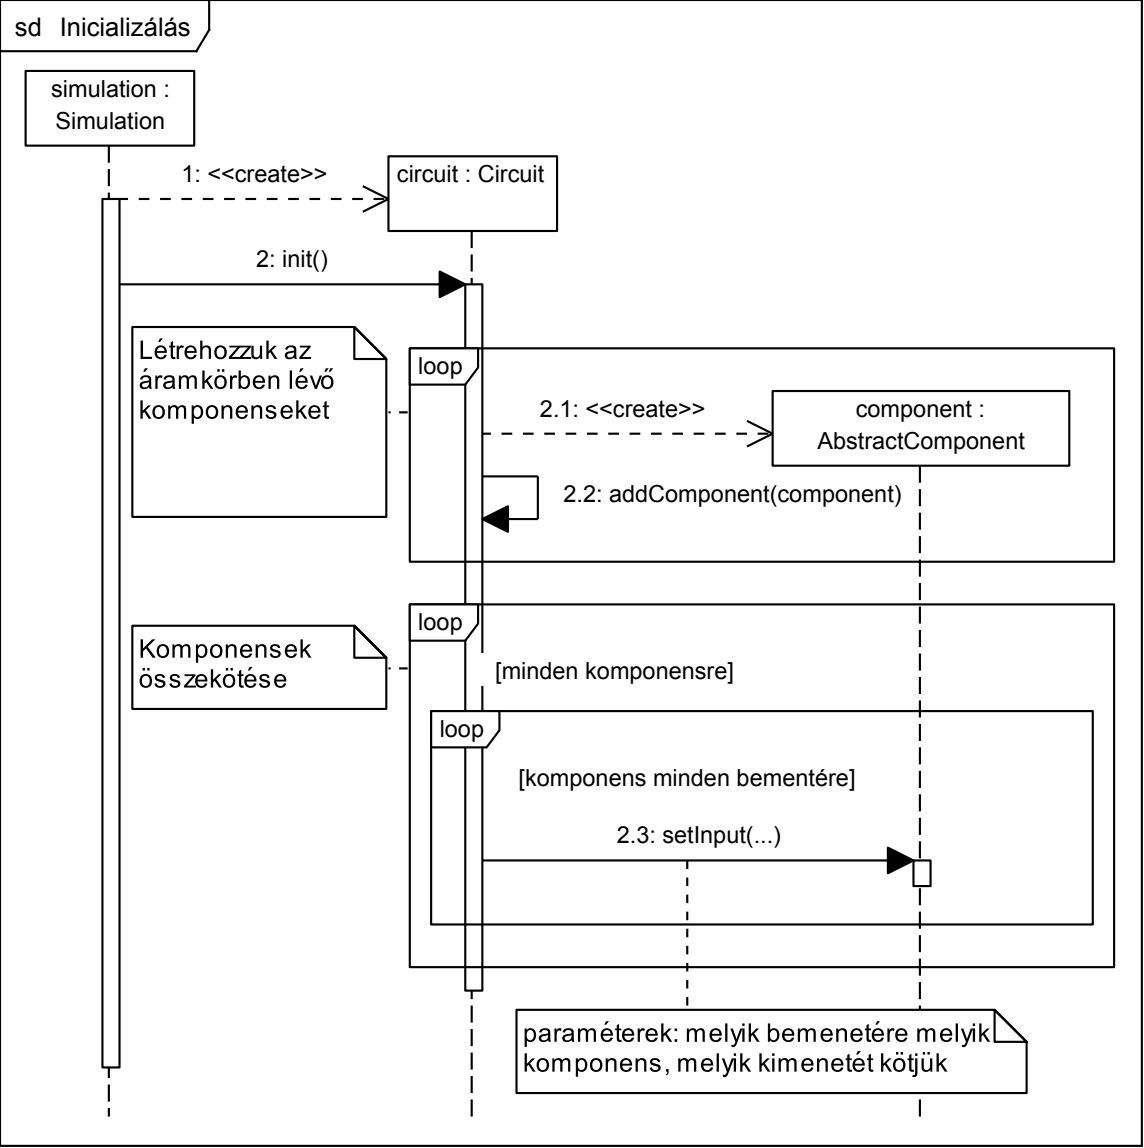 sd Inicializálás
simulation :
Simulation
1: <<create>>
circuit : Circuit
2: init()
Létrehozzuk az
áramkörben lévő
komponenseket
loop
2.1: <<create>>
component :
AbstractComponent
2.2: addComponent(component)
loop
Komponensek
összekötése
[minden komponensre]
loop
[komponens minden bementére]
2.3: setInput(...)
paraméterek: melyik bemenetére melyik
komponens, melyik kimenetét kötjük